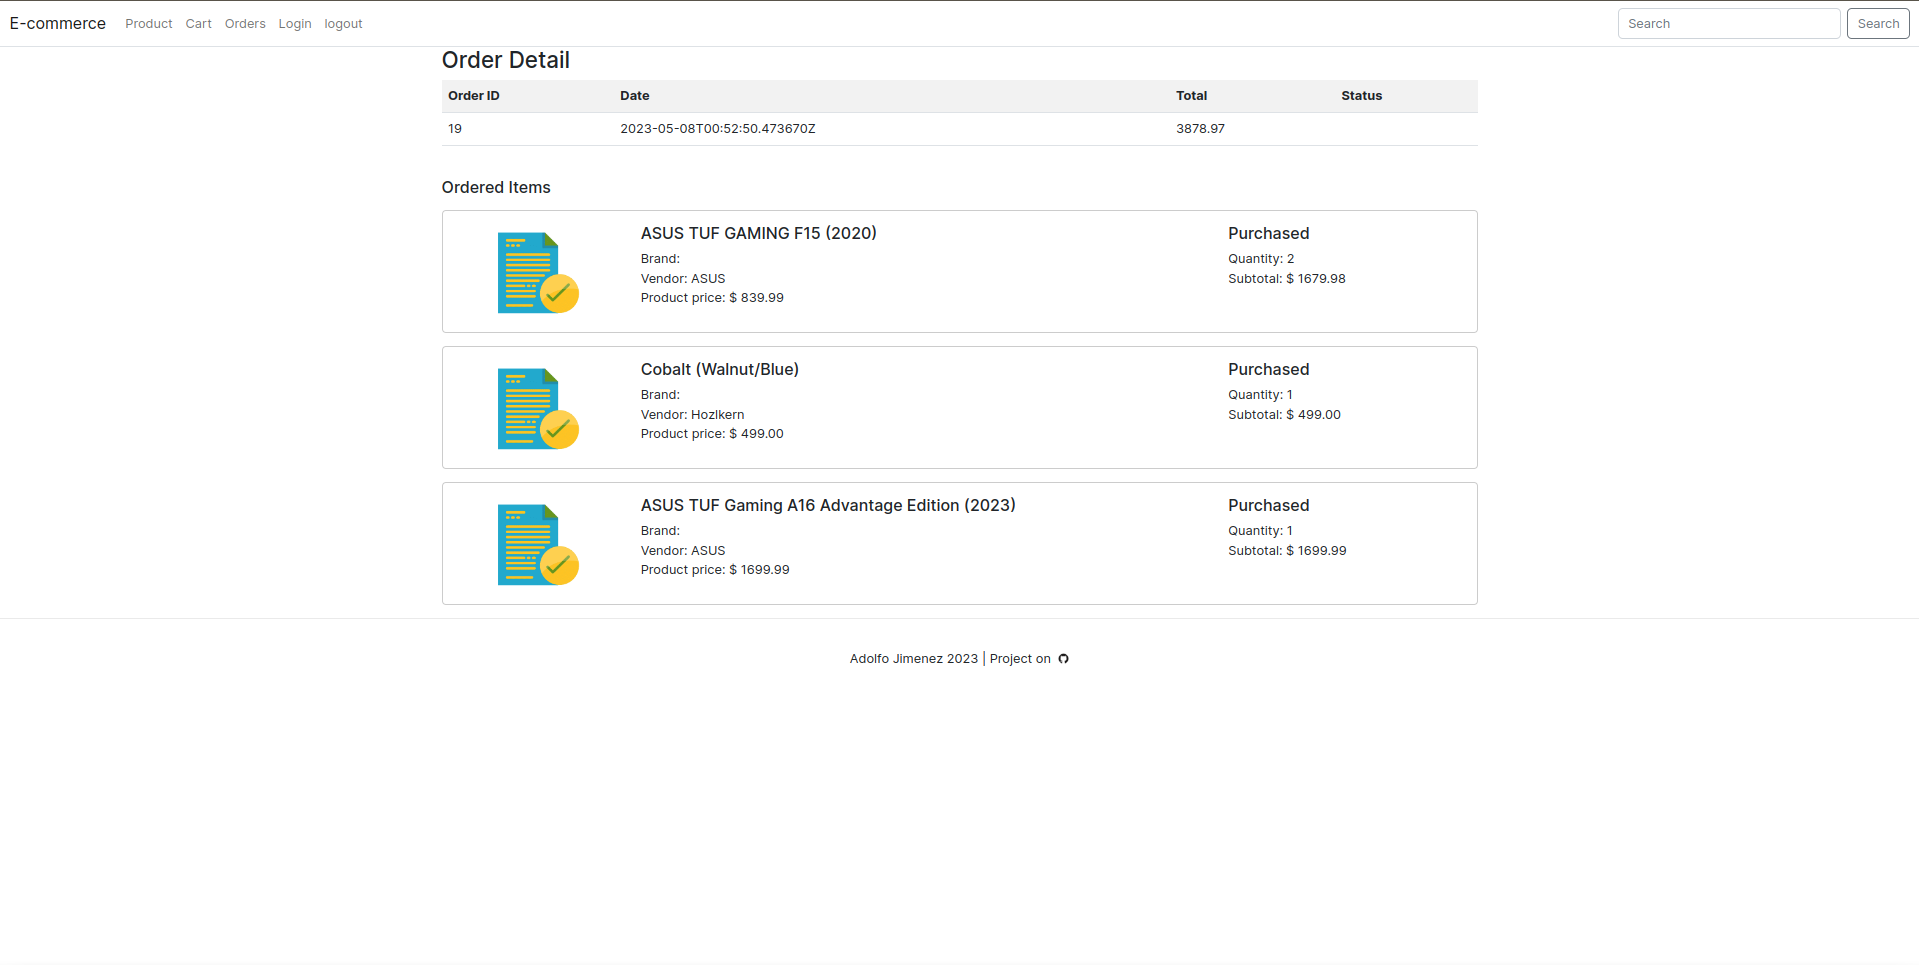 E-commerce Product Cart Orders Login logout Search Search
Order Detail
Order ID Date Total Status
19 2023-05-08T00:52:50.473670Z 3878.97
Ordered Items
ASUS TUF GAMING F15 (2020) Purchased
Brand: Quantity: 2
Vendor: ASUS Subtotal: $ 1679.98
Product price: $ 839.99
Cobalt (Walnut/Blue) Purchased
Brand: Quantity: 1
Vendor: Hozlkern Subtotal: $ 499.00
Product price: $ 499.00
ASUS TUF Gaming A16 Advantage Edition (2023) Purchased
Brand: Quantity: 1
Vendor: ASUS Subtotal: $ 1699.99
Product price: $ 1699.99
Adolfo Jimenez 2023 | Project on